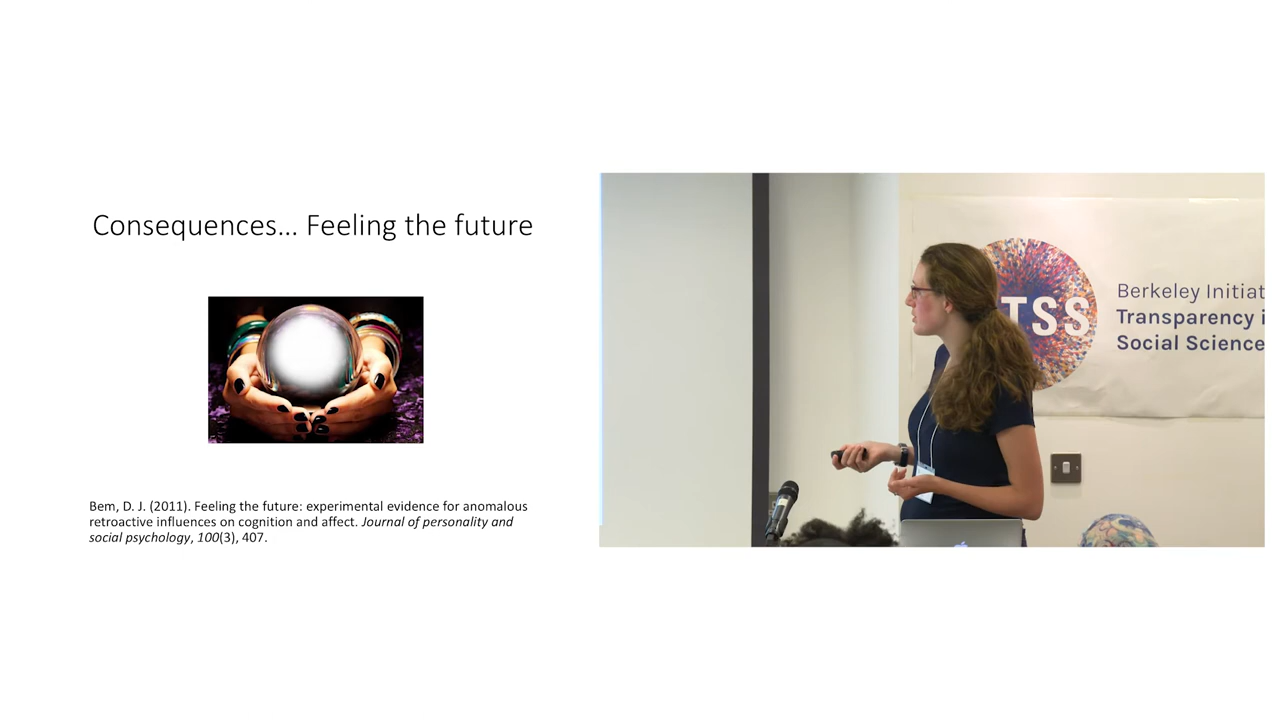 Consequences... Feeling the future
Bem, D. J. (2011). Feeling the future: experimental evidence for anomalous
retroactive influences on cognition and affect. Journal of personality and
social psychology, 100(3), 407.
TSS
Berkeley Initiat
Transparency i
Social Science